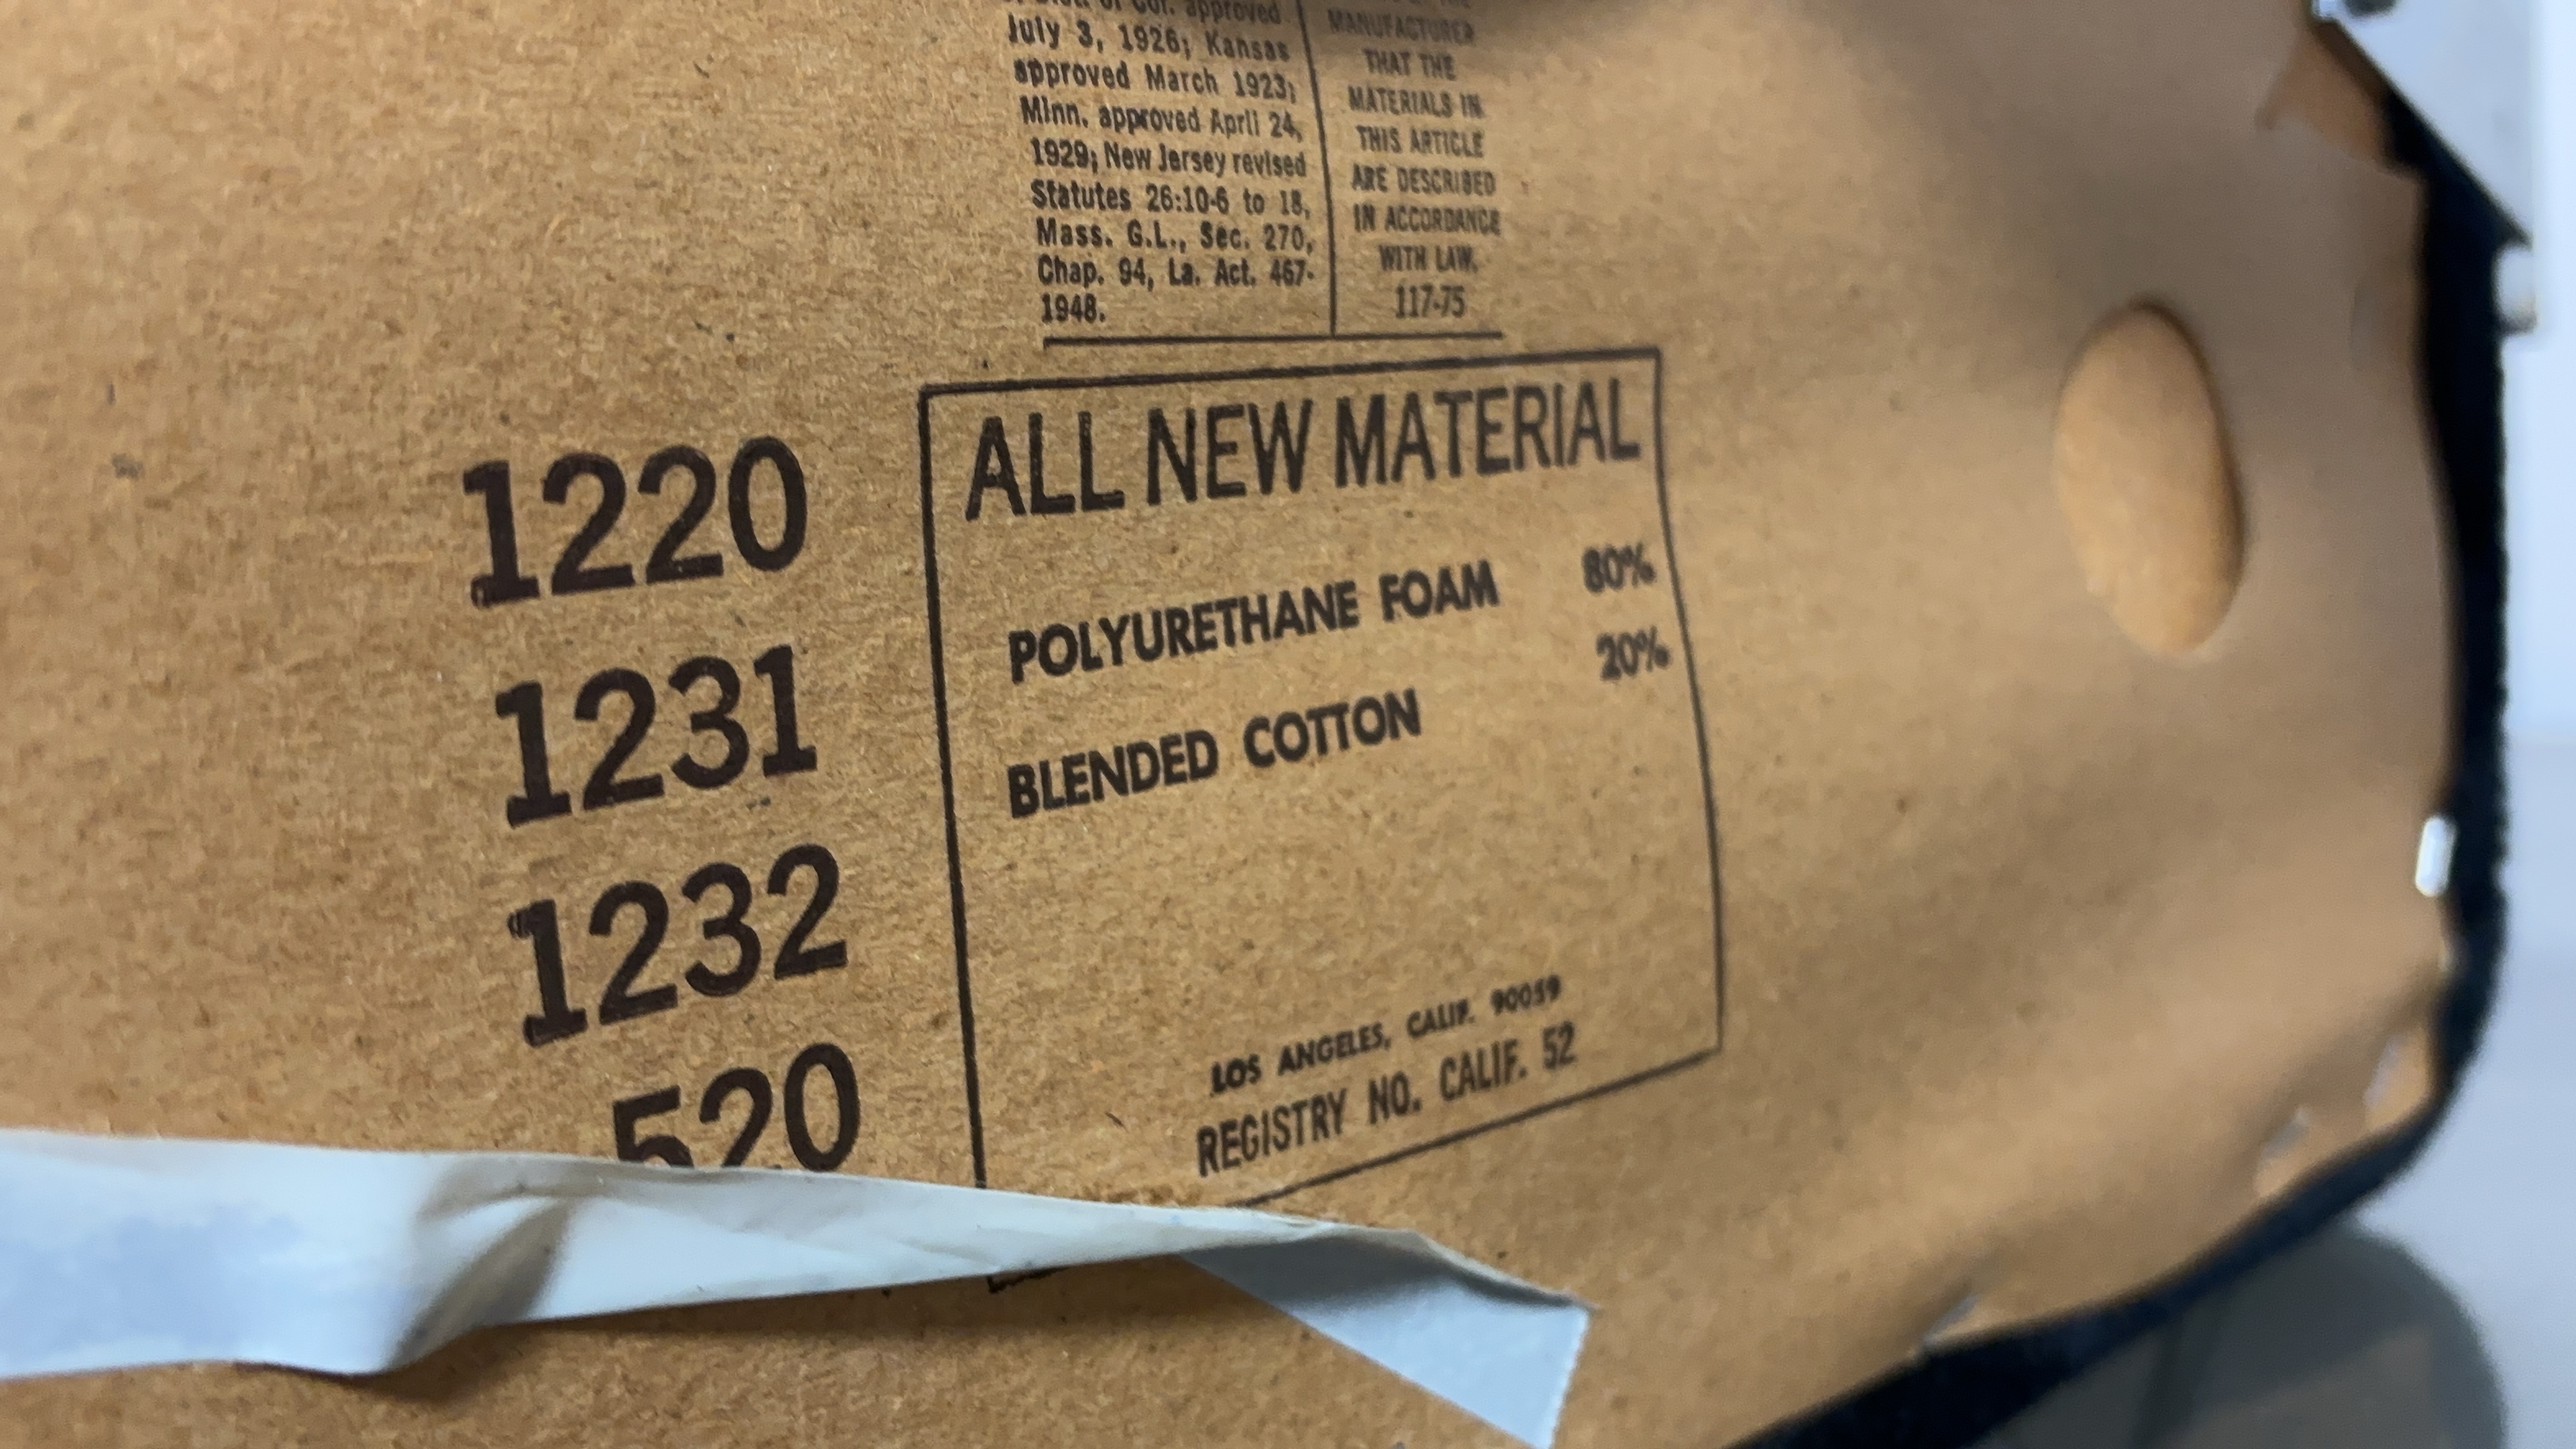 of Cal. approved
July 3, 1926; Kansas
approved March 1923;
Minn. approved April 24,
1929; New Jersey revised
Statutes 26:10-6 to 18,
Mass. G.L., Sec. 270,
Chap. 94, La. Act. 467-
1948.
MANUFACTURER
THAT THE
MATERIALS IN
THIS ARTICLE
ARE DESCRIBED
IN ACCORDANCE
WITH LAW.
117-75
1220
1231
1232
520
ALL NEW MATERIAL
POLYURETHANE FOAM 80%
BLENDED COTTON 20%
LOS ANGELES, CALIF. 90059
REGISTRY NO. CALIF. 52